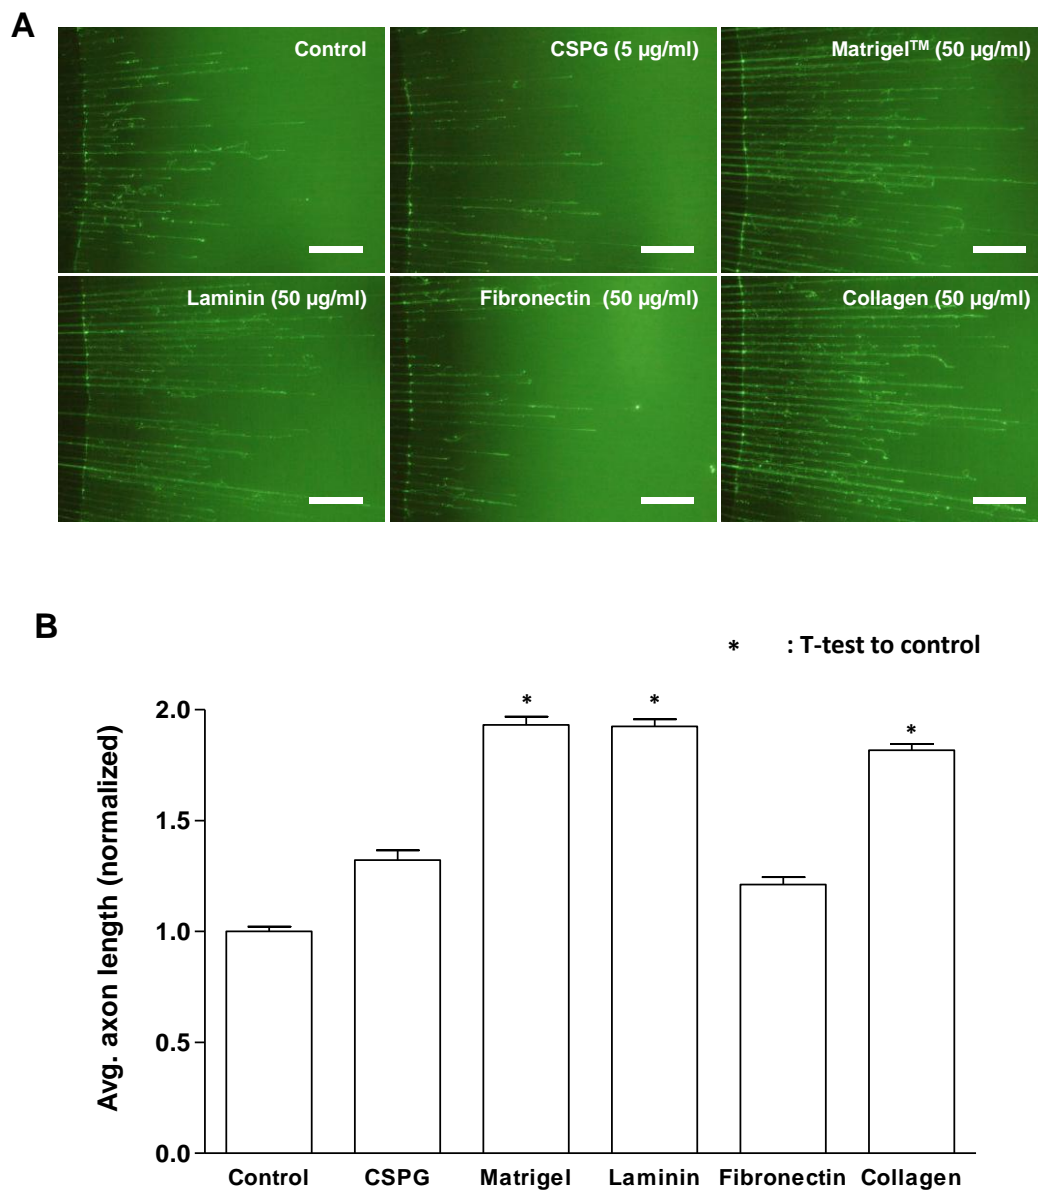 A
Control
CSPG (5 µg/ml)
Matrigel™ (50 µg/ml)
Laminin (50 µg/ml)
Fibronectin (50 µg/ml)
Collagen (50 µg/ml)
B
* : T-test to control
Avg. axon length (normalized)
2.0
1.5
1.0
0.5
0.0
* * *
Control CSPG Matrigel Laminin Fibronectin Collagen